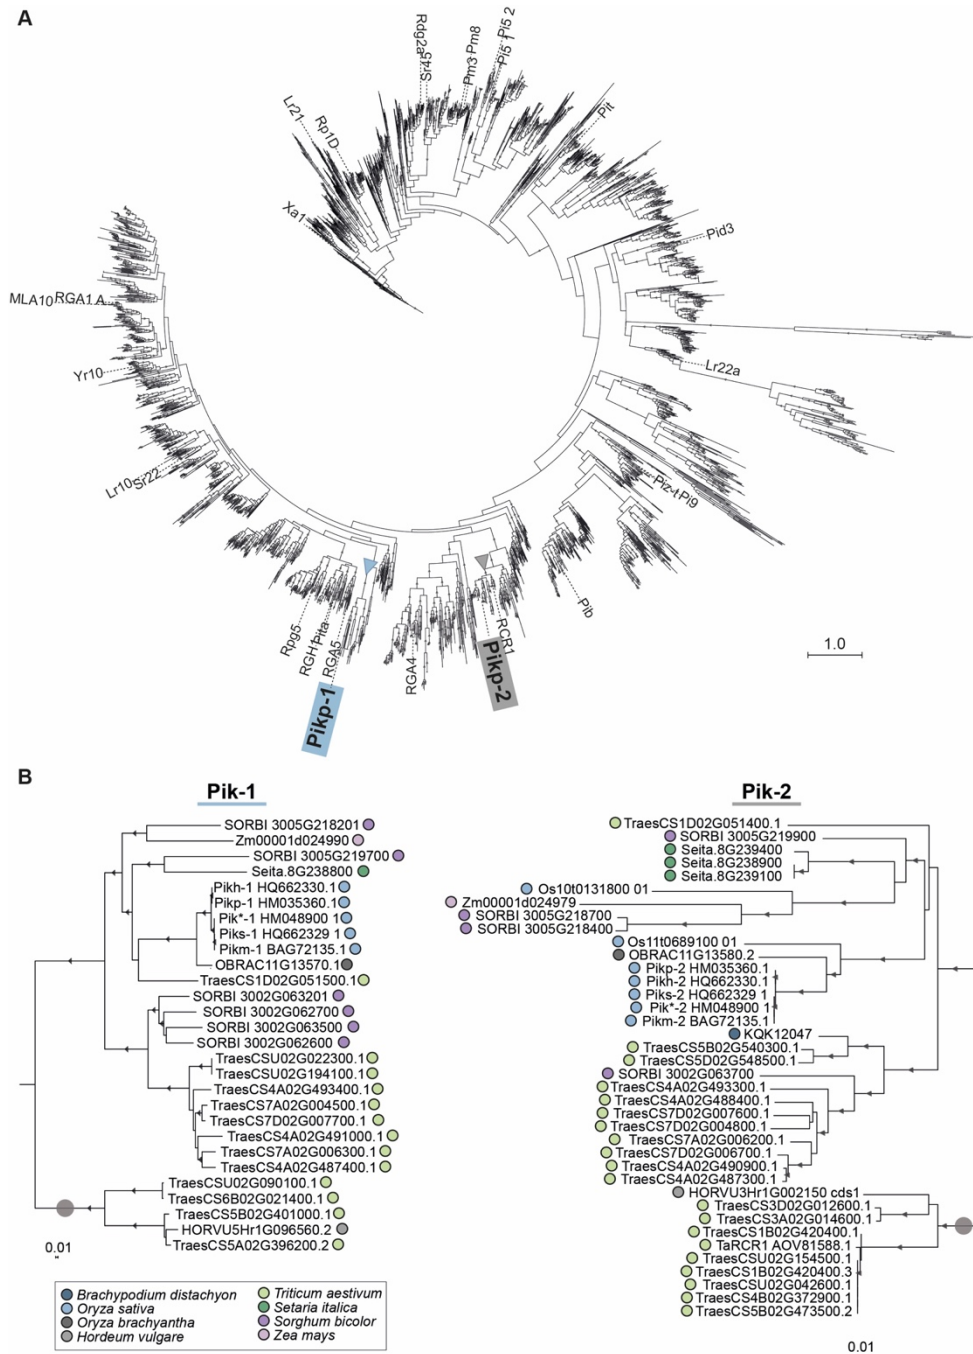 A
Rdg2a
Sr45
Pm3
Pm8
Pi5 1
Pi5 2
Pit
Lr21
Rp1D
Xa1
Pid3
MLA10
RGA1 A
Yr10
Lr22a
Lr10
Sr22
Piz-t
Pi9
Pib
Rpg5
RGH1
Pita
RGA5
RGA4
RCR1
Pikp-1
Pikp-2
1.0
B
Pik-1
SORBI 3005G218201
Zm00001d024990
SORBI 3005G219700
Seita.8G238800
Pikh-1 HQ662330.1
Pikp-1 HM035360.1
Pik*-1 HM048900 1
Piks-1 HQ662329 1
Pikm-1 BAG72135.1
OBRAC11G13570.1
TraesCS1D02G051500.1
SORBI 3002G063201
SORBI 3002G062700
SORBI 3002G063500
SORBI 3002G062600
TraesCSU02G022300.1
TraesCSU02G194100.1
TraesCS4A02G493400.1
TraesCS7A02G004500.1
TraesCS7D02G007700.1
TraesCS4A02G491000.1
TraesCS7A02G006300.1
TraesCS4A02G487400.1
TraesCSU02G090100.1
TraesCS6B02G021400.1
TraesCS5B02G401000.1
HORVU5Hr1G096560.2
TraesCS5A02G396200.2
0.01
Pik-2
TraesCS1D02G051400.1
SORBI 3005G219900
Seita.8G239400
Seita.8G238900
Seita.8G239100
Os10t0131800 01
Zm00001d024979
SORBI 3005G218700
SORBI 3005G218400
Os11t0689100 01
OBRAC11G13580.2
Pikp-2 HM035360.1
Pikh-2 HQ662330.1
Piks-2 HQ662329 1
Pik*-2 HM048900 1
Pikm-2 BAG72135.1
KQK12047
TraesCS5B02G540300.1
TraesCS5D02G548500.1
SORBI 3002G063700
TraesCS4A02G493300.1
TraesCS4A02G488400.1
TraesCS7D02G007600.1
TraesCS7D02G004800.1
TraesCS7A02G006200.1
TraesCS7D02G006700.1
TraesCS4A02G490900.1
TraesCS4A02G487300.1
HORVU3Hr1G002150 cds1
TraesCS3D02G012600.1
TraesCS3A02G014600.1
TraesCS1B02G420400.1
TaRCR1 AOV81588.1
TraesCSU02G154500.1
TraesCS1B02G420400.3
TraesCSU02G042600.1
TraesCS4B02G372900.1
TraesCS5B02G473500.2
0.01
Brachypodium distachyon
Oryza sativa
Oryza brachyantha
Hordeum vulgare
Triticum aestivum
Setaria italica
Sorghum bicolor
Zea mays